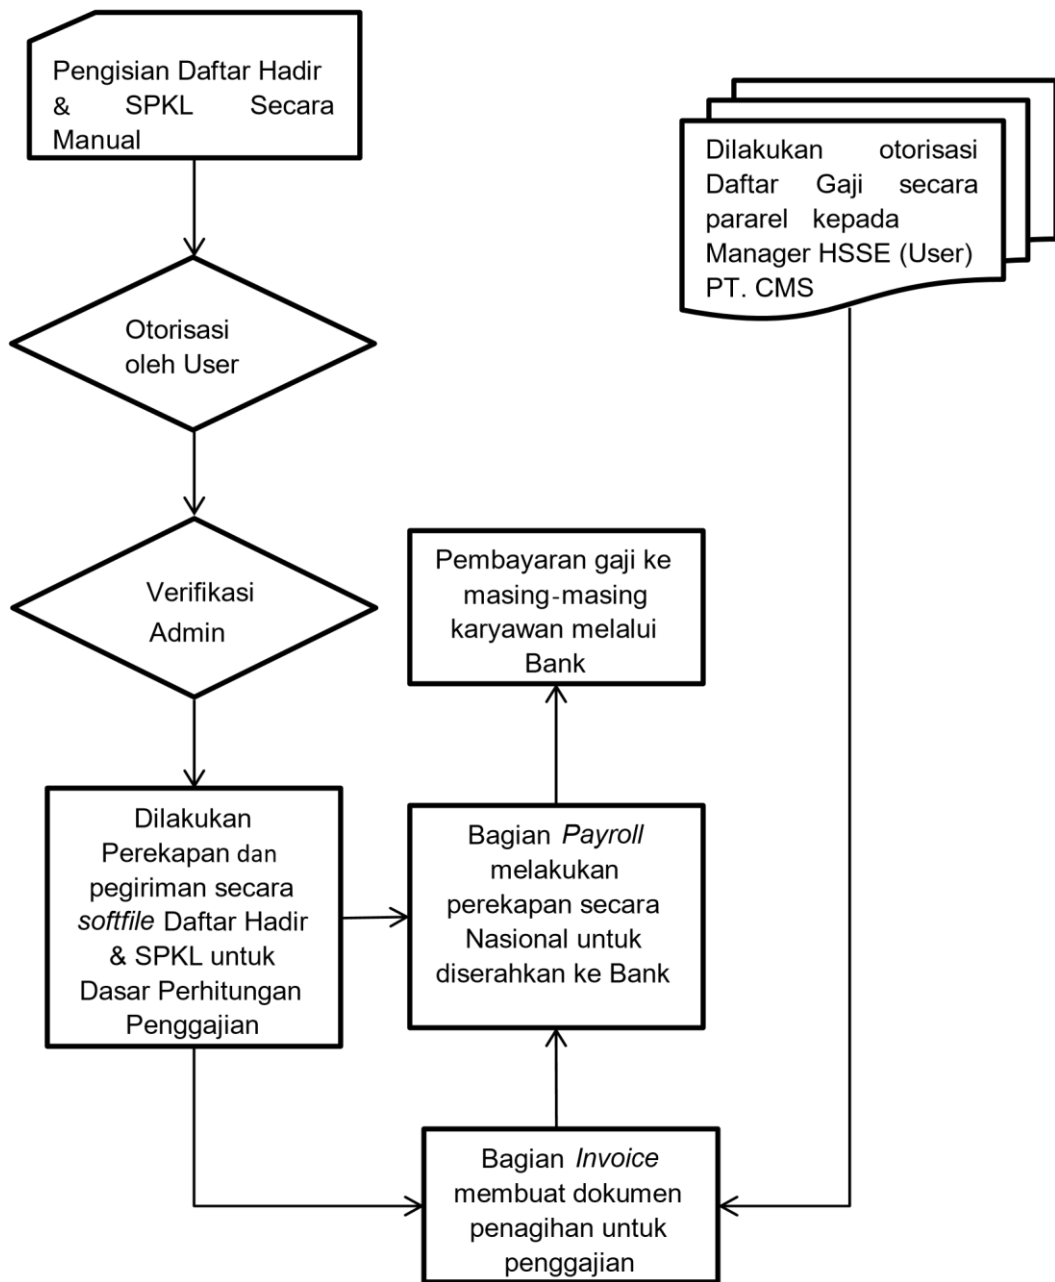 Pengisian Daftar Hadir
& SPKL Secara
Manual
Dilakukan otorisasi
Daftar Gaji secara
pararel kepada
Manager HSSE (User)
PT. CMS
Otorisasi
oleh User
Verifikasi
Admin
Pembayaran gaji ke
masing-masing
karyawan melalui
Bank
Dilakukan
Perekapan dan
pegiriman secara
softfile Daftar Hadir
& SPKL untuk
Dasar Perhitungan
Penggajian
Bagian Payroll
melakukan
perekapan secara
Nasional untuk
diserahkan ke Bank
Bagian Invoice
membuat dokumen
penagihan untuk
penggajian